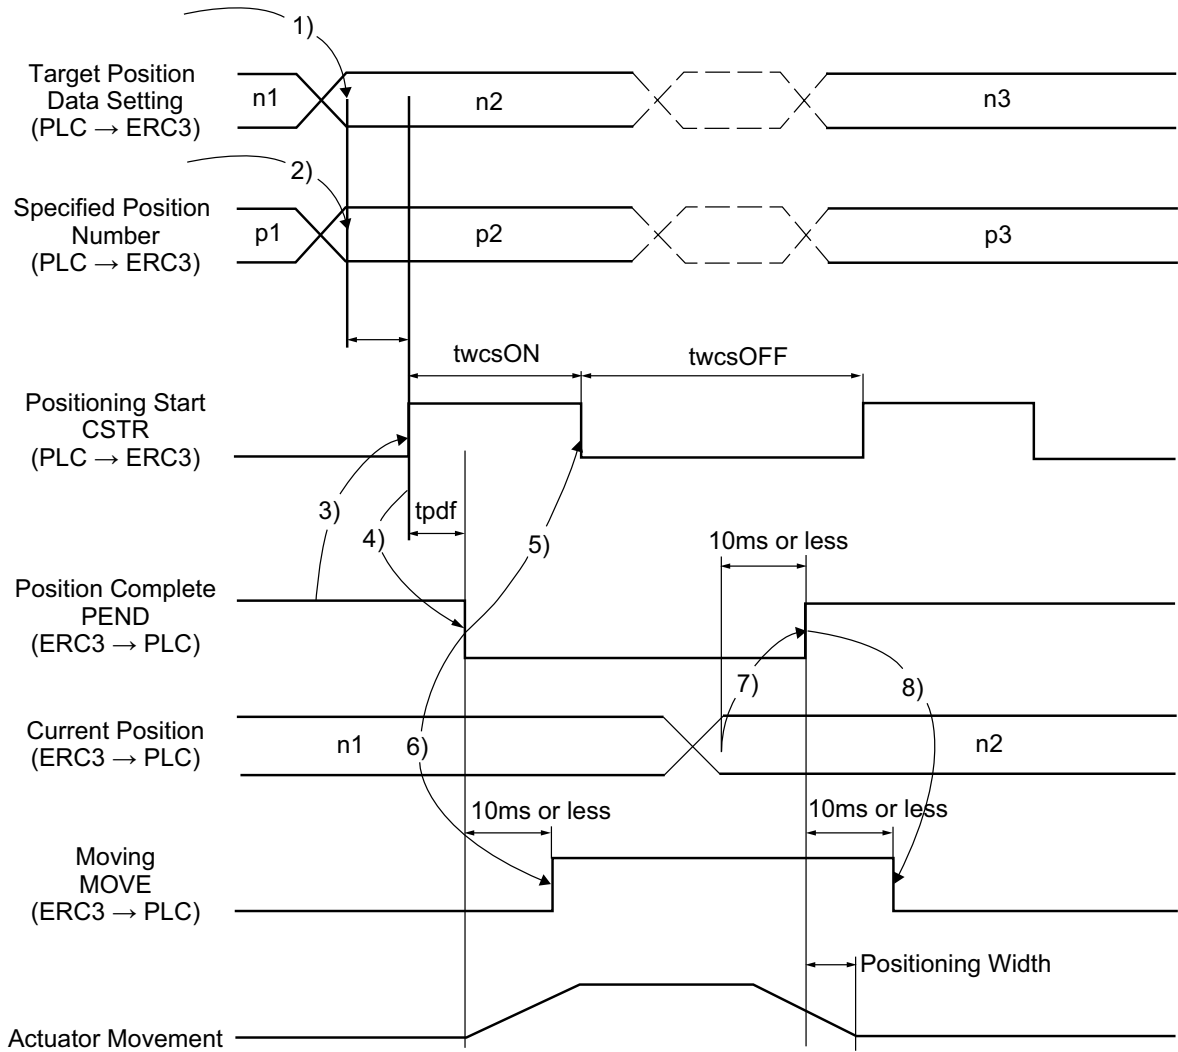 1)
Target Position
Data Setting
(PLC → ERC3)
n1
n2
n3
2)
Specified Position
Number
(PLC → ERC3)
p1
p2
p3
twcsON
twcsOFF
Positioning Start
CSTR
(PLC → ERC3)
3)
tpdf
4)
5)
10ms or less
Position Complete
PEND
(ERC3 → PLC)
7)
8)
Current Position
(ERC3 → PLC)
n1
6)
n2
10ms or less
10ms or less
Moving
MOVE
(ERC3 → PLC)
Positioning Width
Actuator Movement